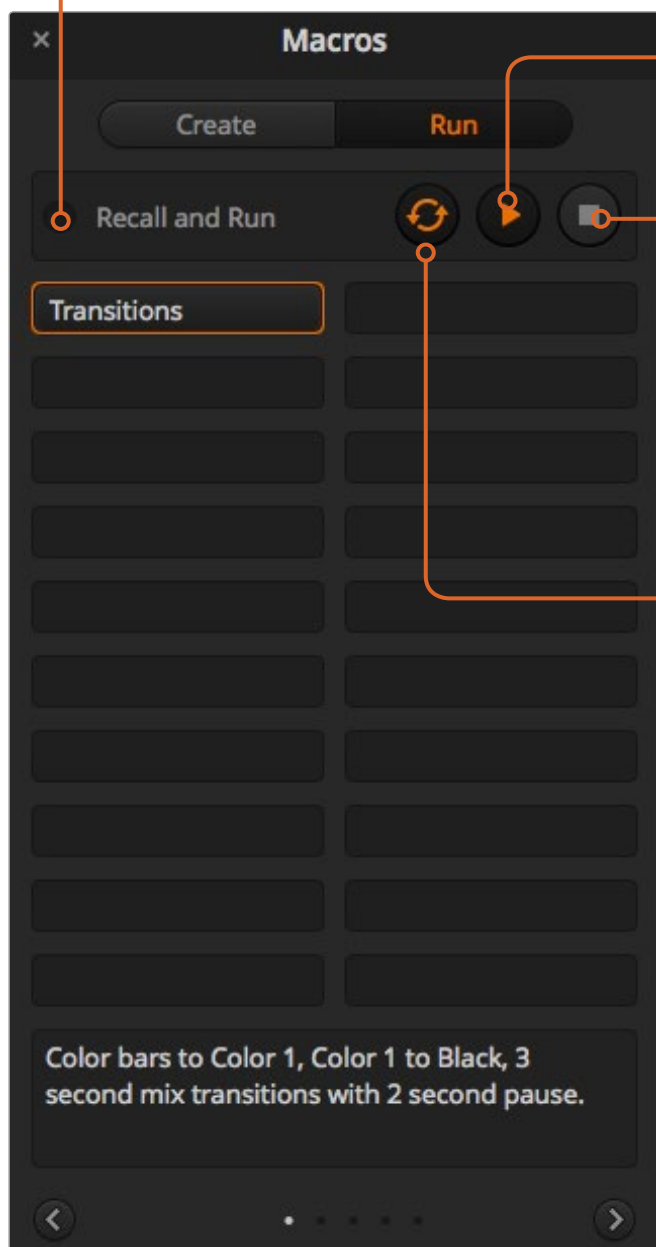 Macros
Create Run
Recall and Run
Transitions
Color bars to Color 1, Color 1 to Black, 3
second mix transitions with 2 second pause.